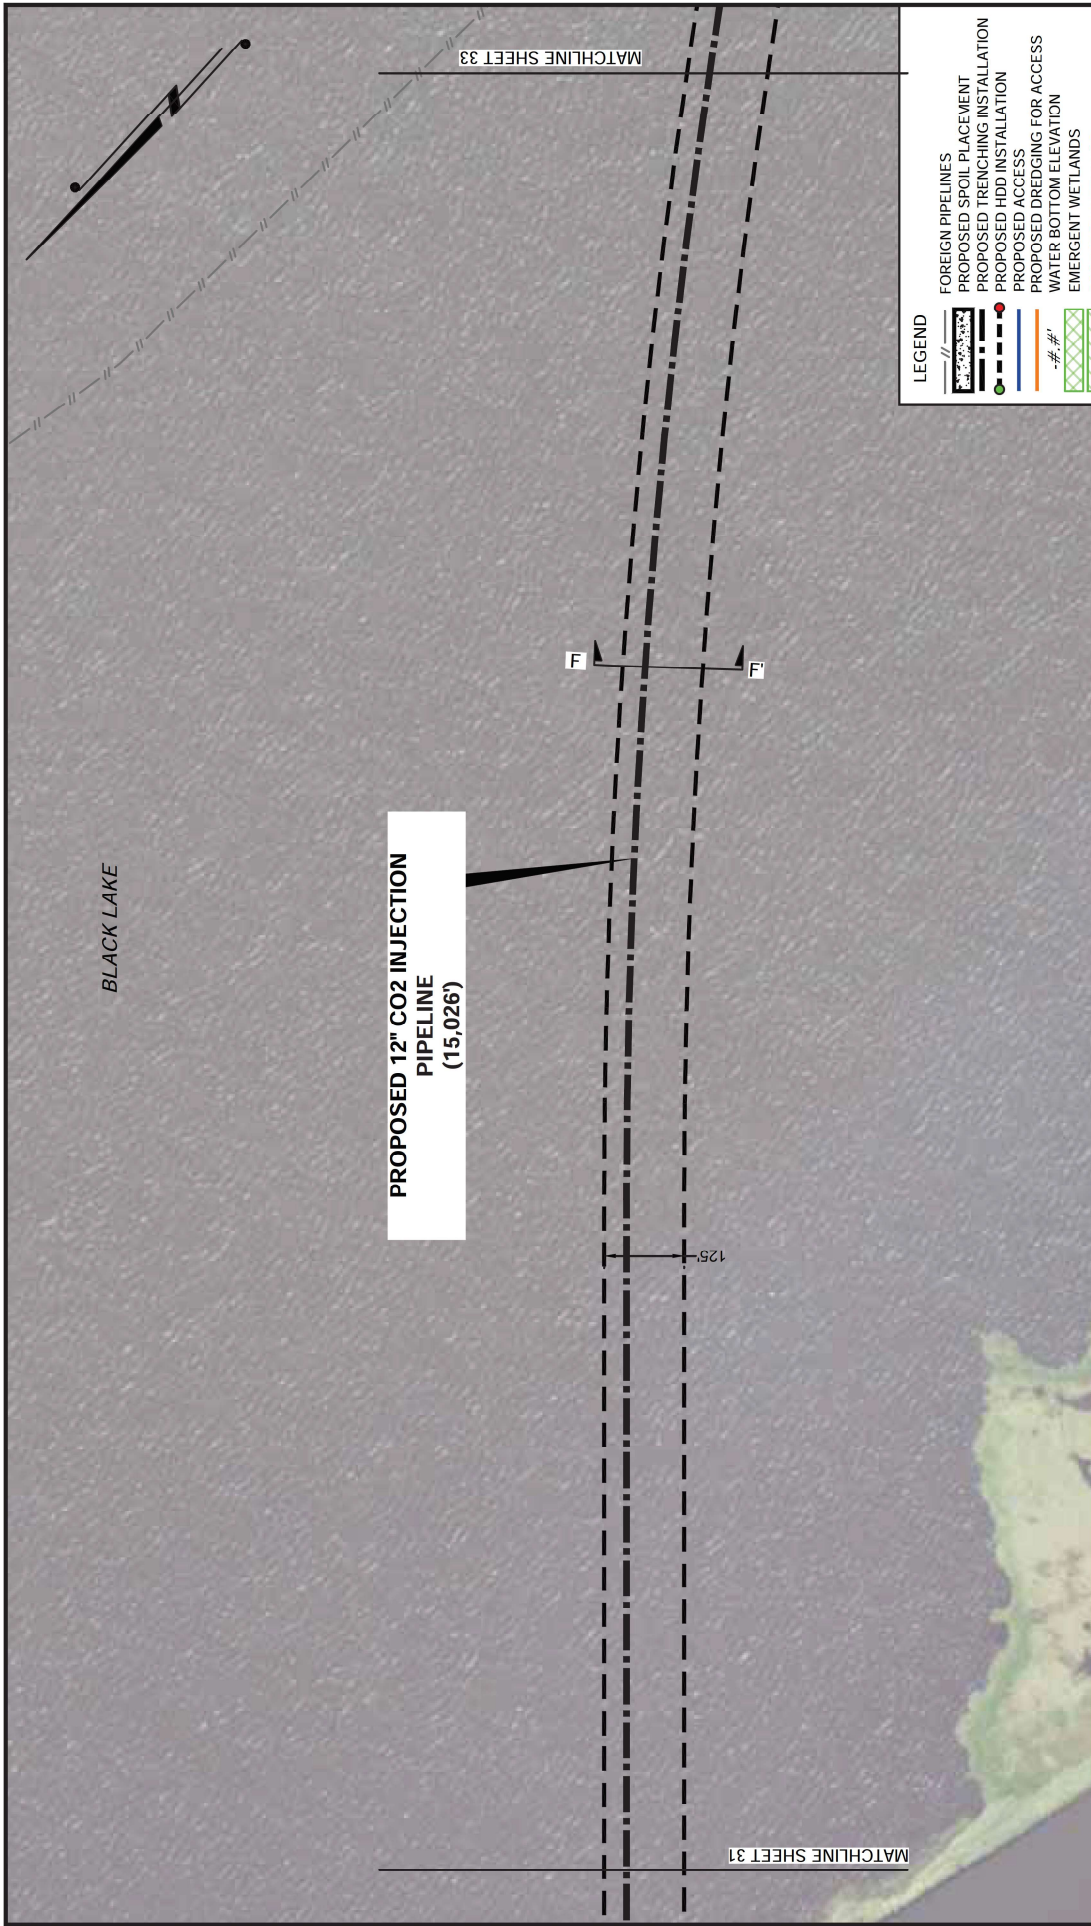 MATCHLINE SHEET 33
BLACK LAKE
PROPOSED 12" CO2 INJECTION
PIPELINE
(15,026')
F
F'
125'
MATCHLINE SHEET 31
LEGEND
FOREIGN PIPELINES
PROPOSED SPOIL PLACEMENT
PROPOSED TRENCHING INSTALLATION
PROPOSED HDD INSTALLATION
PROPOSED ACCESS
PROPOSED DREDGING FOR ACCESS
-#.#' WATER BOTTOM ELEVATION
EMERGENT WETLANDS